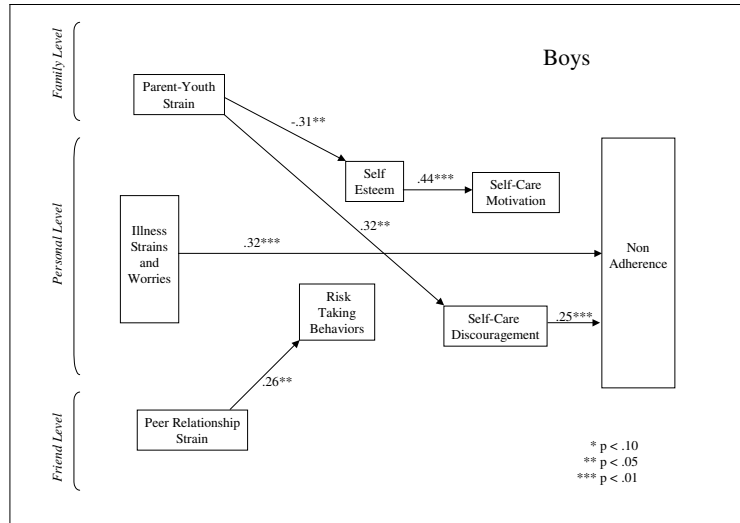 Boys
Family Level
Parent-Youth
Strain
-.31**
Personal Level
Self
Esteem
.44***
Self-Care
Motivation
Illness
Strains
and
Worries
.32***
.32**
Non
Adherence
Risk
Taking
Behaviors
Self-Care
Discouragement
.25***
.26**
Friend Level
Peer Relationship
Strain
* p < .10
** p < .05
*** p < .01